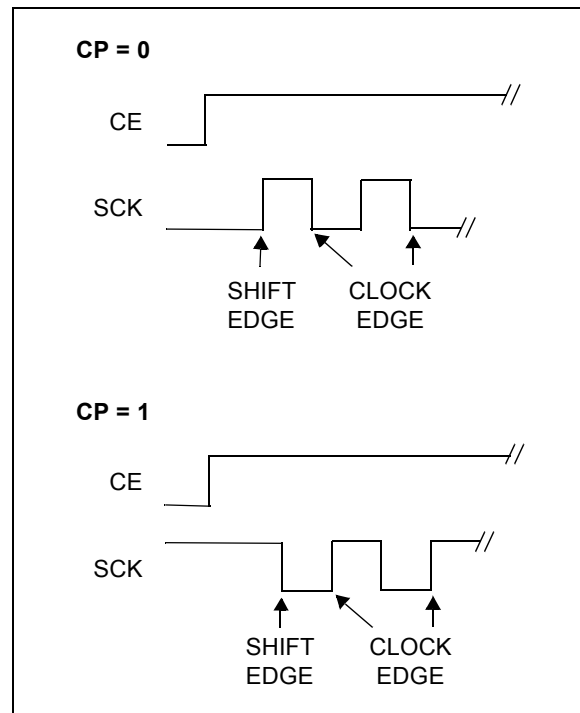 CP = 0
CE
SCK
SHIFT CLOCK
EDGE EDGE
CP = 1
CE
SCK
SHIFT CLOCK
EDGE EDGE